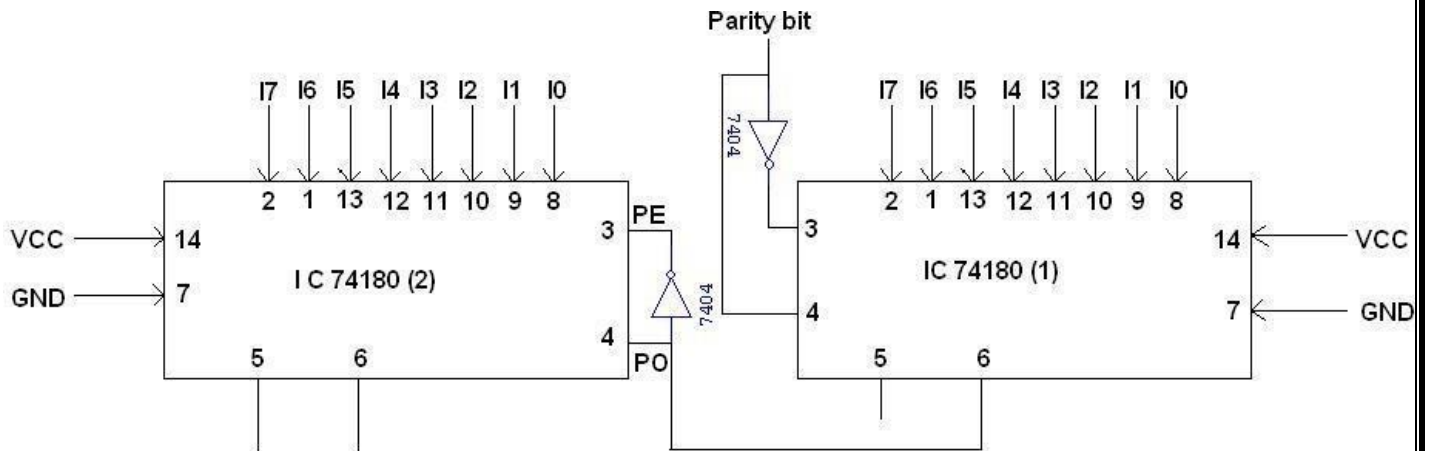 Parity bit
I7 I6 I5 I4 I3 I2 I1 I0
7404
I7 I6 I5 I4 I3 I2 I1 I0
2 1 13 12 11 10 9 8
2 1 13 12 11 10 9 8
VCC 14
3 PE
3
14 VCC
I C 74180 (2)
IC 74180 (1)
GND 7
7404
4
PO
4
7 GND
5 6
5 6